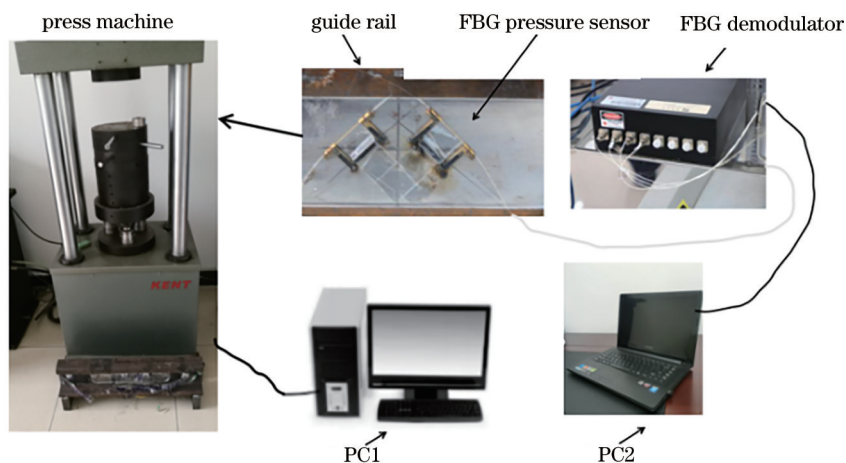 press machine
guide rail
FBG pressure sensor
FBG demodulator
KENT
PC1
PC2